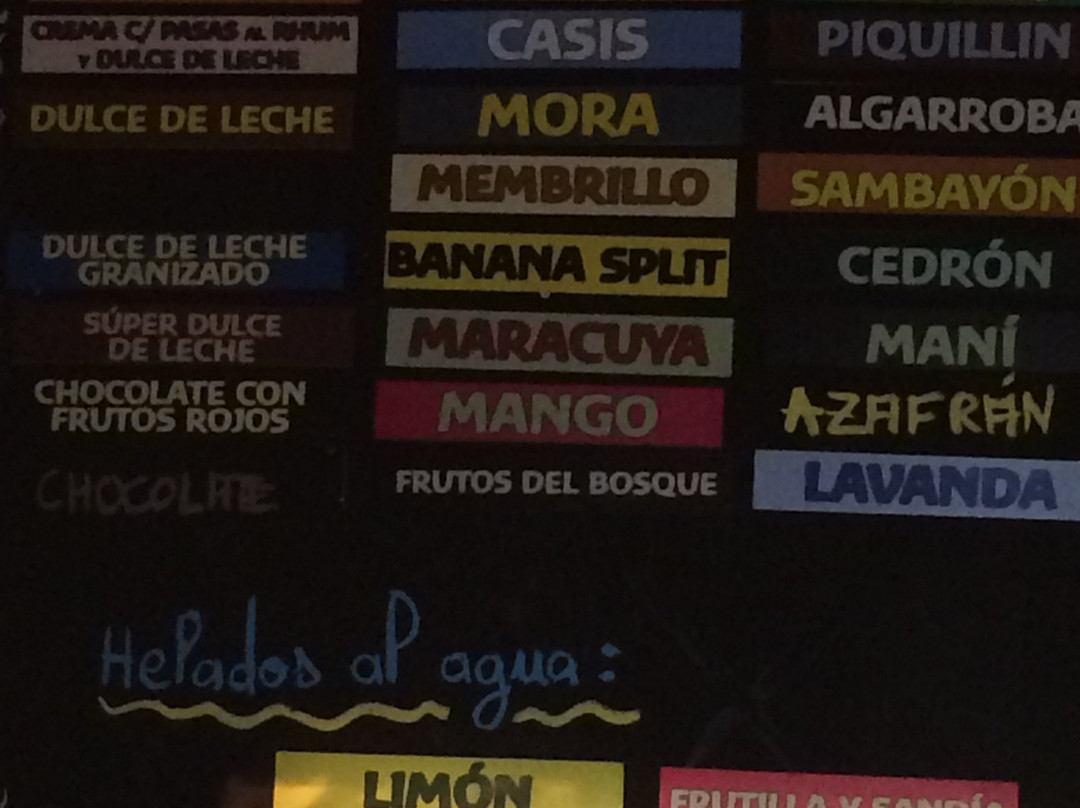 CREMA C/ PASAS AL RHUM
Y DULCE DE LECHE
DULCE DE LECHE
DULCE DE LECHE
GRANIZADO
SÚPER DULCE
DE LECHE
CHOCOLATE CON
FRUTOS ROJOS
CHOCOLATE
CASIS
MORA
MEMBRILLO
BANANA SPLIT
MARACUYA
MANGO
FRUTOS DEL BOSQUE
PIQUILLIN
ALGARROBA
SAMBAYÓN
CEDRÓN
MANÍ
AZAFRÁN
LAVANDA
Helados al agua:
LIMÓN
FRUTILLA Y SANDÍA